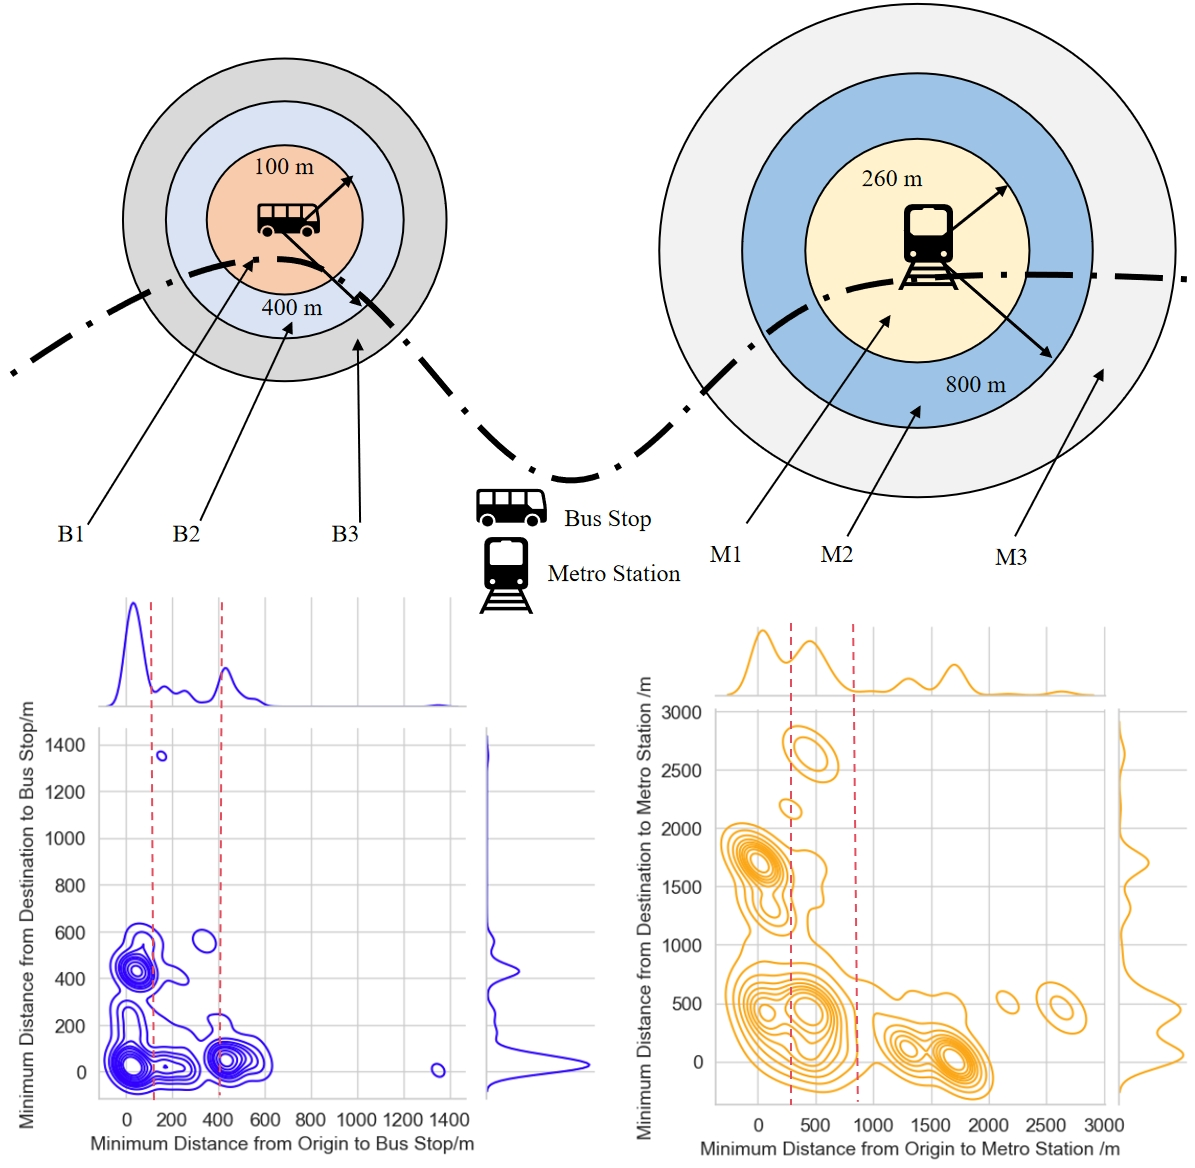 100 m
400 m
B1
B2
B3
260 m
800 m
M1
M2
M3
Bus Stop
Metro Station
Minimum Distance from Destination to Bus Stop/m
1400
1200
1000
800
600
400
200
0
0 200 400 600 800 1000 1200 1400
Minimum Distance from Origin to Bus Stop/m
Minimum Distance from Destination to Metro Station /m
3000
2500
2000
1500
1000
500
0
0 500 1000 1500 2000 2500 3000
Minimum Distance from Origin to Metro Station /m